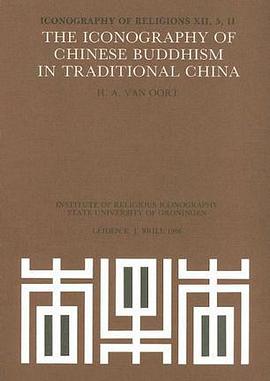 ICONOGRAPHY OF RELIGIONS XII, 5, II
THE ICONOGRAPHY OF
CHINESE BUDDHISM
IN TRADITIONAL CHINA
H. A. VAN OORT
INSTITUTE OF RELIGIOUS ICONOGRAPHY
STATE UNIVERSITY OF GRONINGEN
LEIDEN E. J. BRILL 1986